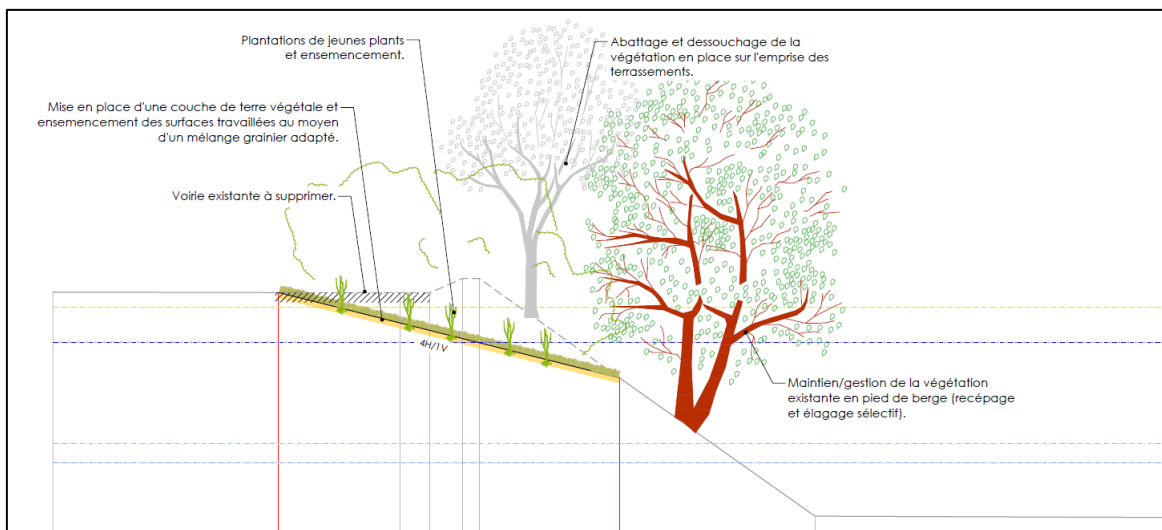 Plantations de jeunes plants
et ensemencement.
Abattage et dessouchage de la
végétation en place sur l'emprise des
terrassements.
Mise en place d'une couche de terre végétale et
ensemencement des surfaces travaillées au moyen
d'un mélange grainier adapté.
Voirie existante à supprimer.
4H/1V
Maintien/gestion de la végétation
existante en pied de berge (recépage
et élagage sélectif).